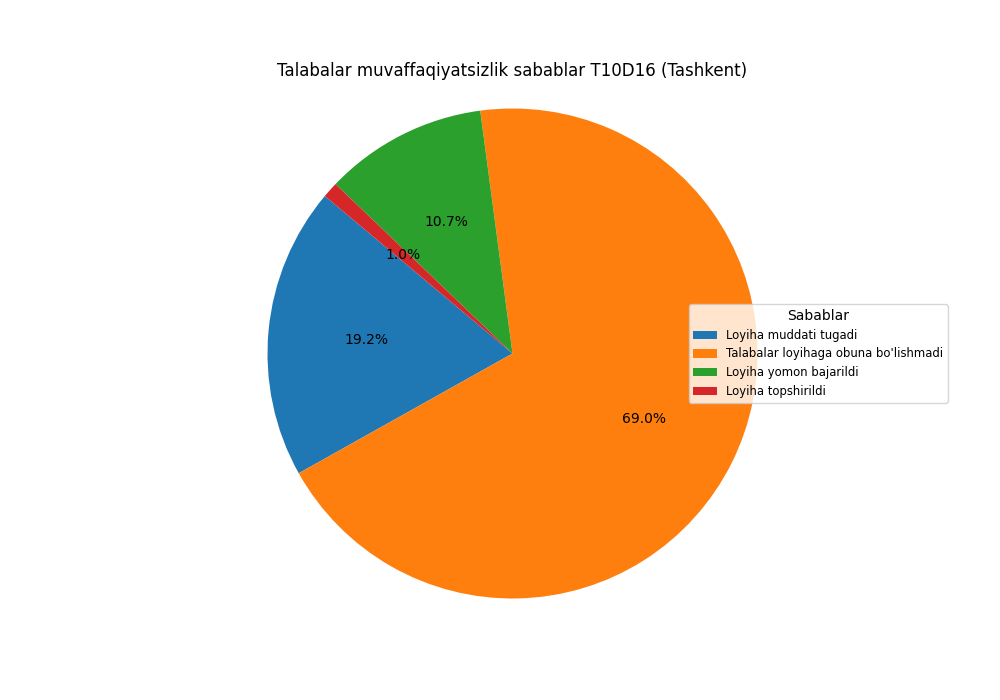 Talabalar muvaffaqiyatsizlik sabablar T10D16 (Tashkent)
10.7%
1.0%
19.2%
69.0%
Sabablar
Loyiha muddati tugadi
Talabalar loyihaga obuna bo'lishmadi
Loyiha yomon bajarildi
Loyiha topshirildi